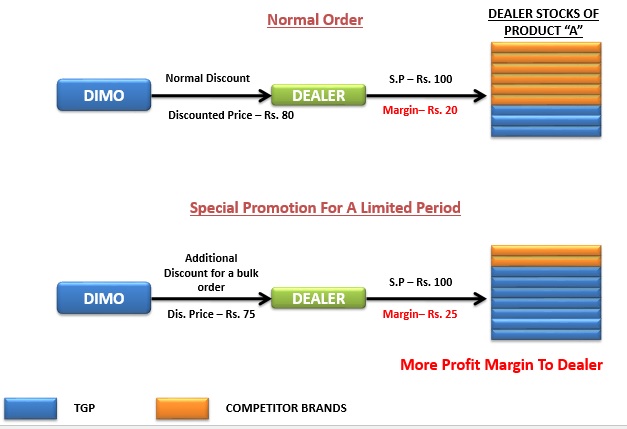 Normal Order
DEALER STOCKS OF
PRODUCT “A”
Normal Discount
S.P – Rs. 100
DIMO
DEALER
Discounted Price – Rs. 80
Margin– Rs. 20
Special Promotion For A Limited Period
Additional
Discount for a bulk
order
S.P – Rs. 100
DIMO
DEALER
Dis. Price – Rs. 75
Margin– Rs. 25
More Profit Margin To Dealer
TGP
COMPETITOR BRANDS